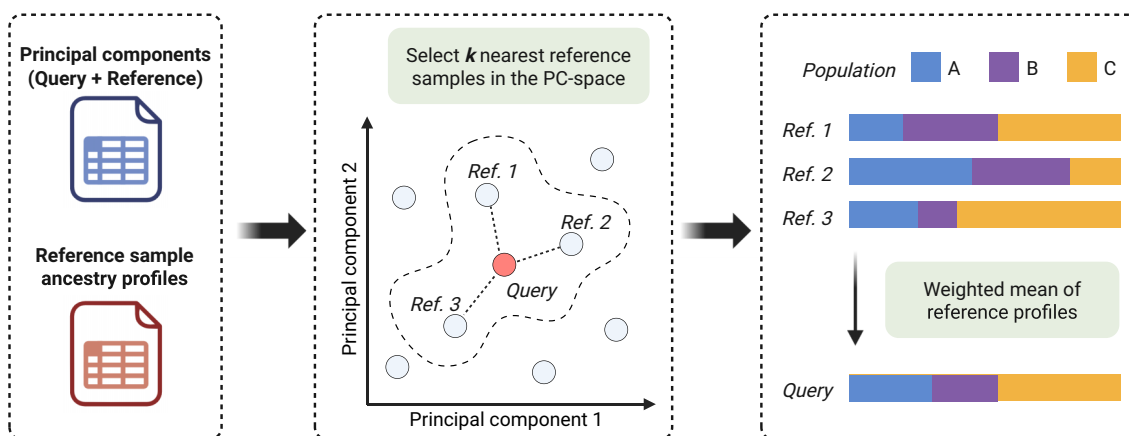 Principal components
(Query + Reference)
Reference sample
ancestry profiles
Select k nearest reference
samples in the PC-space
Principal component 2
Ref. 1
Ref. 2
Query
Ref. 3
Principal component 1
Population A B C
Ref. 1
Ref. 2
Ref. 3
Weighted mean of
reference profiles
Query